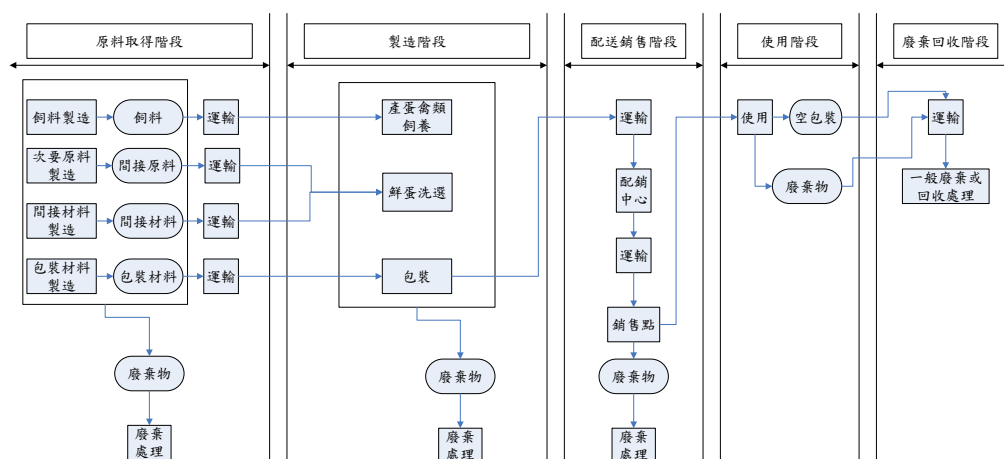 原料取得階段
製造階段
配送銷售階段
使用階段
廢棄回收階段
飼料製造
飼料
運輸
次要原料
製造
間接原料
運輸
間接材料
製造
間接材料
運輸
包裝材料
製造
包裝材料
運輸
廢棄物
廢棄
處理
產蛋禽類
飼養
鮮蛋洗選
包裝
廢棄物
廢棄
處理
運輸
配銷
中心
運輸
銷售點
廢棄物
廢棄
處理
使用
空包裝
廢棄物
運輸
一般廢棄或
回收處理